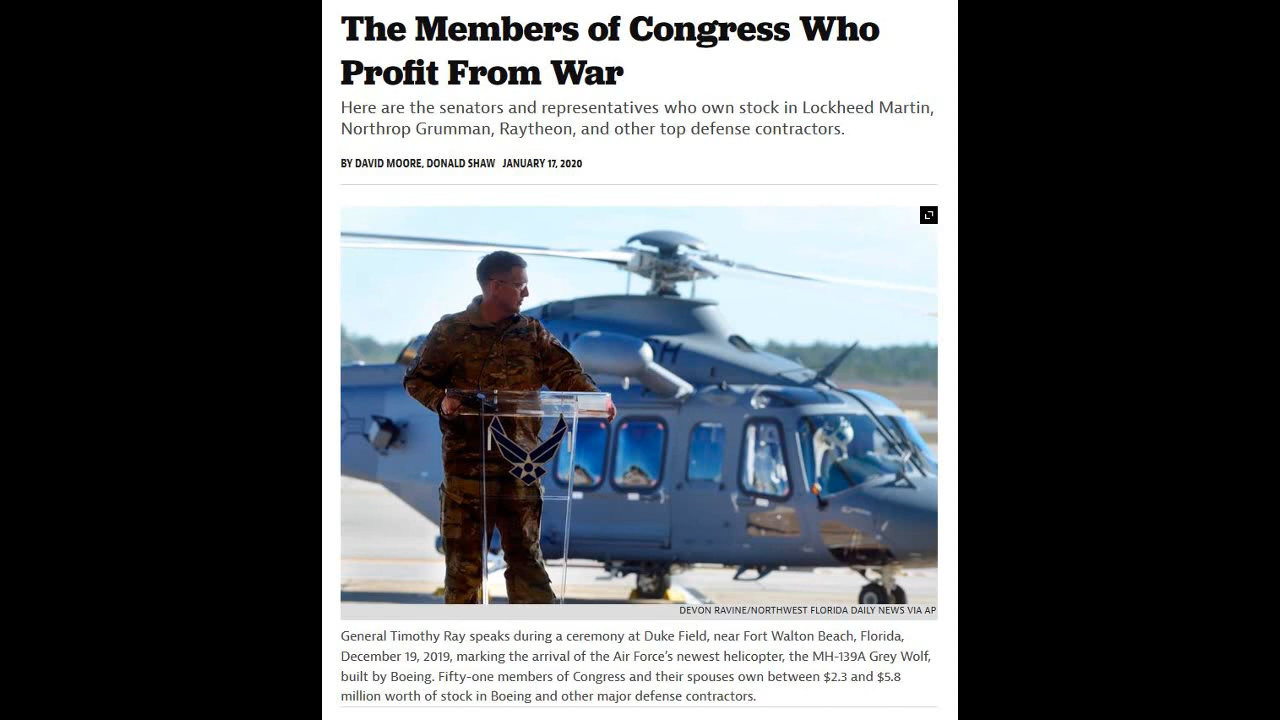 The Members of Congress Who
Profit From War
Here are the senators and representatives who own stock in Lockheed Martin,
Northrop Grumman, Raytheon, and other top defense contractors.
BY DAVID MOORE, DONALD SHAW JANUARY 17, 2020
DEVON RAVINE/NORTHWEST FLORIDA DAILY NEWS VIA AP
General Timothy Ray speaks during a ceremony at Duke Field, near Fort Walton Beach, Florida,
December 19, 2019, marking the arrival of the Air Force’s newest helicopter, the MH-139A Grey Wolf,
built by Boeing. Fifty-one members of Congress and their spouses own between $2.3 and $5.8
million worth of stock in Boeing and other major defense contractors.